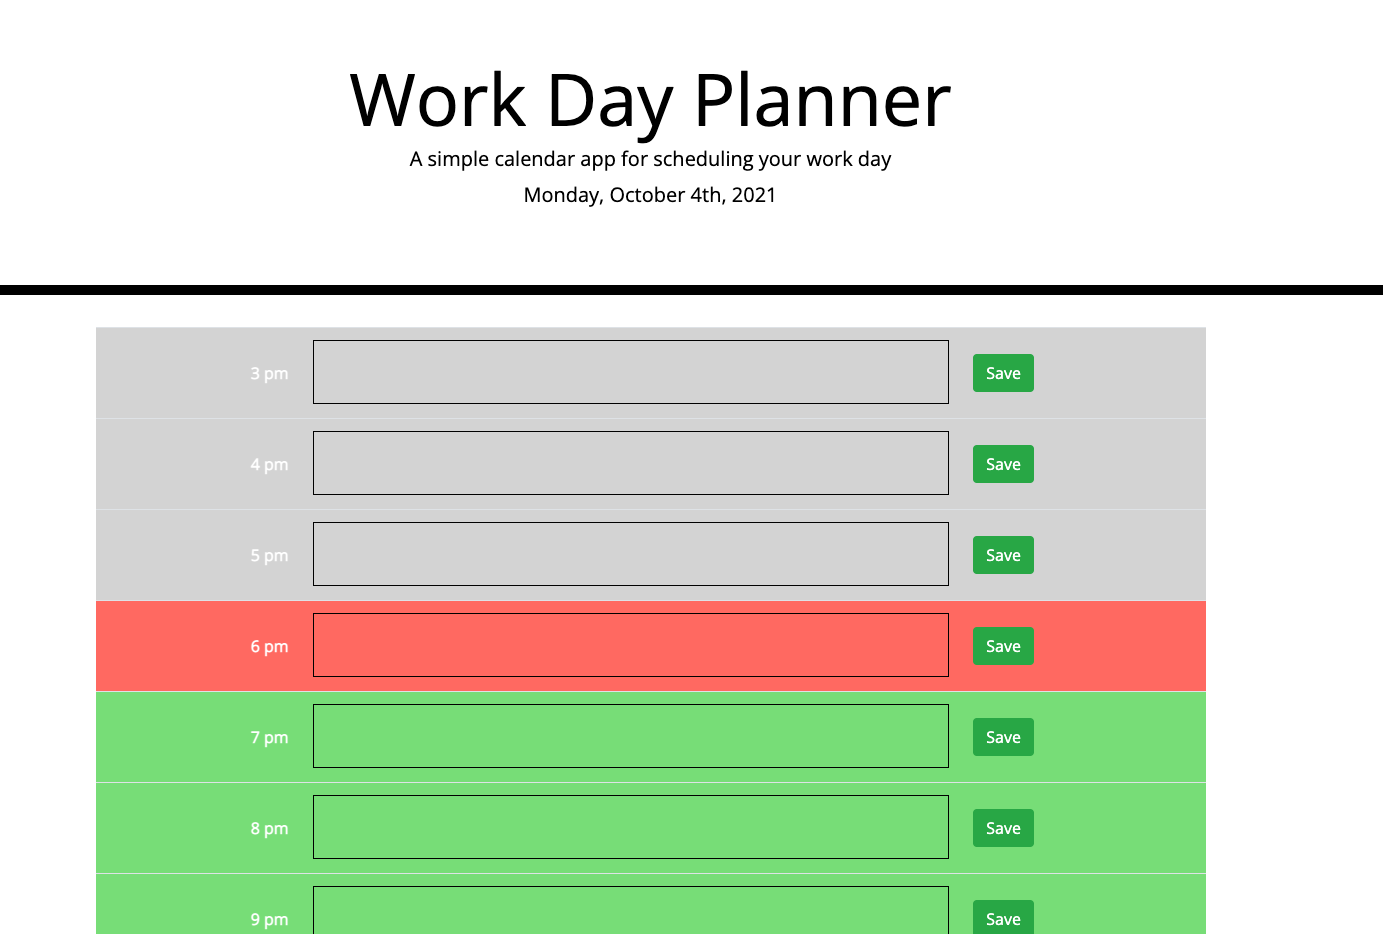 Work Day Planner
A simple calendar app for scheduling your work day
Monday, October 4th, 2021
3 pm Save
4 pm Save
5 pm Save
6 pm Save
7 pm Save
8 pm Save
9 pm Save